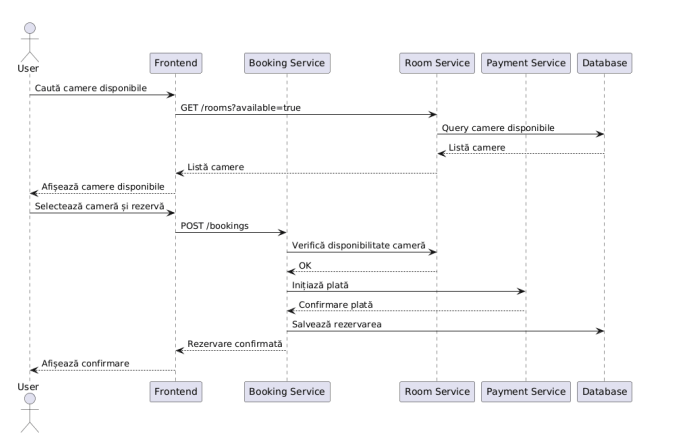 User
Frontend
Booking Service
Room Service
Payment Service
Database
Caută camere disponibile
GET /rooms?available=true
Query camere disponibile
Listă camere
Listă camere
Afișează camere disponibile
Selectează cameră și rezervă
POST /bookings
Verifică disponibilitate cameră
OK
Inițiază plată
Confirmare plată
Salvează rezervarea
Rezervare confirmată
Afișează confirmare
User
Frontend
Booking Service
Room Service
Payment Service
Database